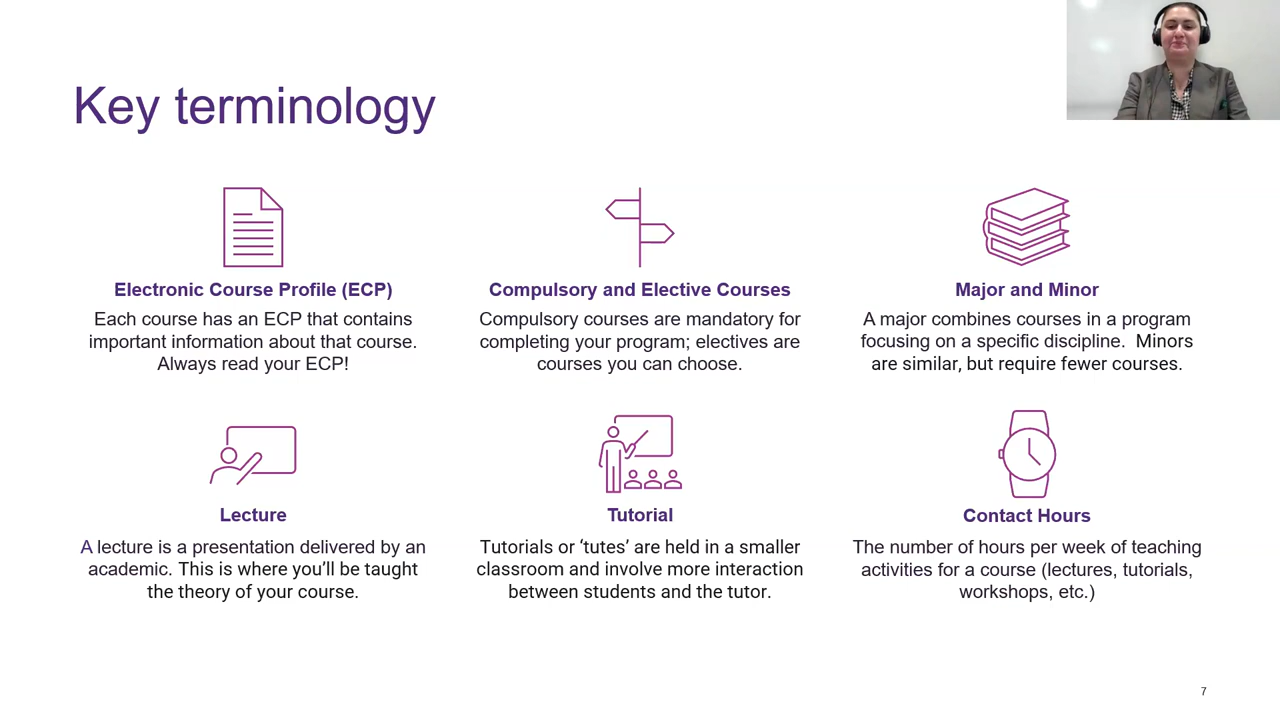 Key terminology
Electronic Course Profile (ECP)
Each course has an ECP that contains
important information about that course.
Always read your ECP!
Compulsory and Elective Courses
Compulsory courses are mandatory for
completing your program; electives are
courses you can choose.
Major and Minor
A major combines courses in a program
focusing on a specific discipline.  Minors
are similar, but require fewer courses.
Lecture
A lecture is a presentation delivered by an
academic. This is where you’ll be taught
the theory of your course.
Tutorial
Tutorials or ‘tutes’ are held in a smaller
classroom and involve more interaction
between students and the tutor.
Contact Hours
The number of hours per week of teaching
activities for a course (lectures, tutorials,
workshops, etc.)
7